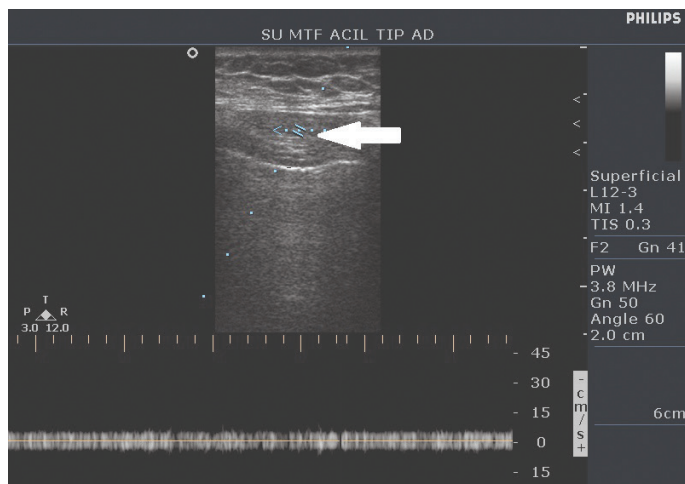 PHILIPS
SU MTF ACIL TIP AD
Superficial
L12-3
MI 1.4
TIS 0.3
F2 Gn 41
PW
3.8 MHz
Gn 50
Angle 60
2.0 cm
T
P R
3.0 12.0
45
30
15
0
15
- cm/s +
6cm